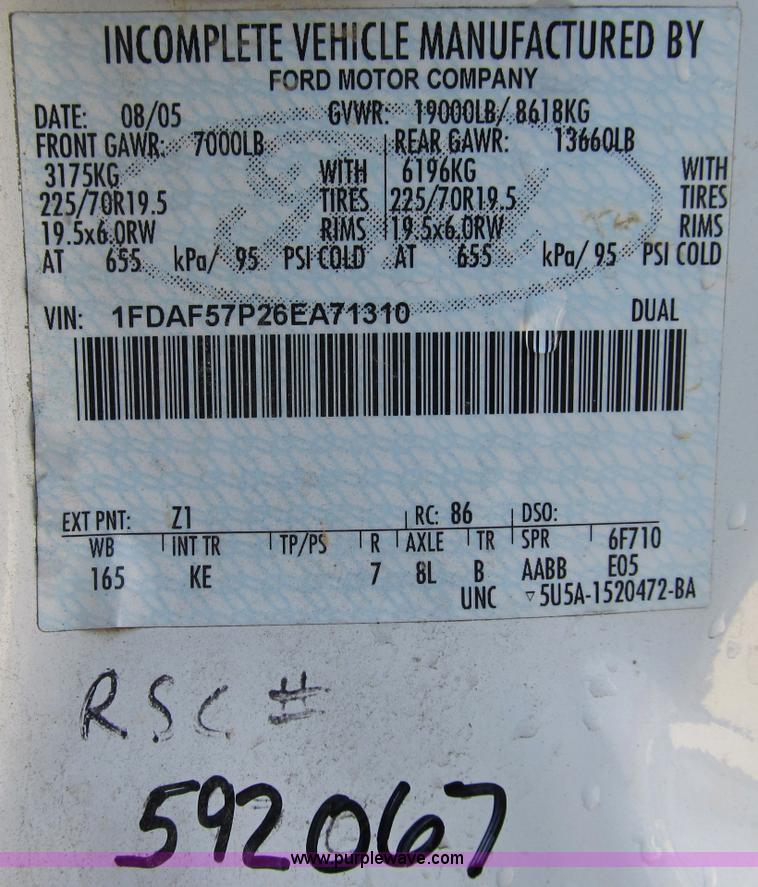 INCOMPLETE VEHICLE MANUFACTURED BY
FORD MOTOR COMPANY
DATE: 08/05 GVWR: 19000LB/ 8618KG
FRONT GAWR: 7000LB REAR GAWR: 13660LB
3175KG WITH 6196KG WITH
225/70R19.5 TIRES 225/70R19.5 TIRES
19.5x6.0RW RIMS 19.5x6.0RW RIMS
AT 655 kPa/ 95 PSI COLD AT 655 kPa/ 95 PSI COLD
VIN: 1FDAF57P26EA71310 DUAL
EXT PNT: Z1 RC: 86 DSO:
WB INT TR TP/PS R AXLE TR SPR 6F710
165 KE 7 8L B AABB E05
UNC ▿5U5A-1520472-BA
RSC #
592067
www.purplewave.com